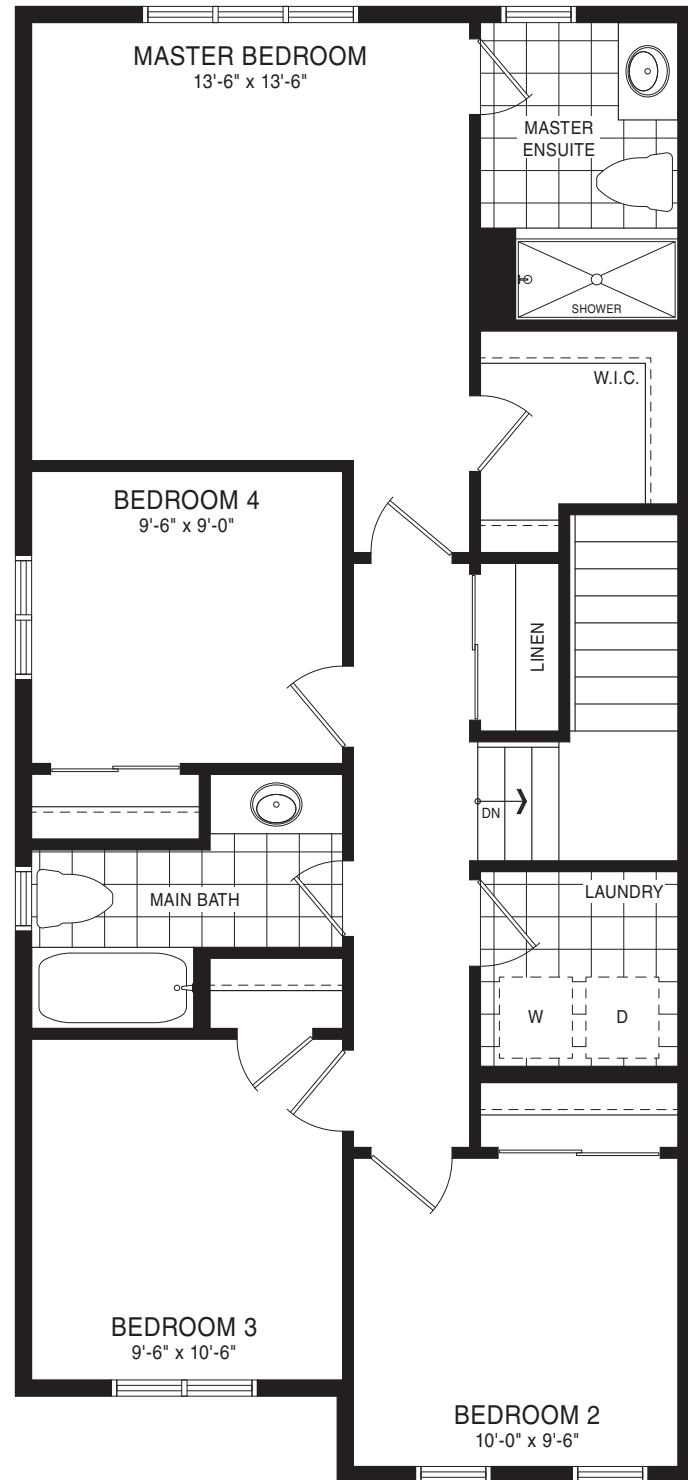 MASTER BEDROOM
13'-6" x 13'-6"
MASTER
ENSUITE
SHOWER
W.I.C.
BEDROOM 4
9'-6" x 9'-0"
LINEN
DN
MAIN BATH
LAUNDRY
W
D
BEDROOM 3
9'-6" x 10'-6"
BEDROOM 2
10'-0" x 9'-6"